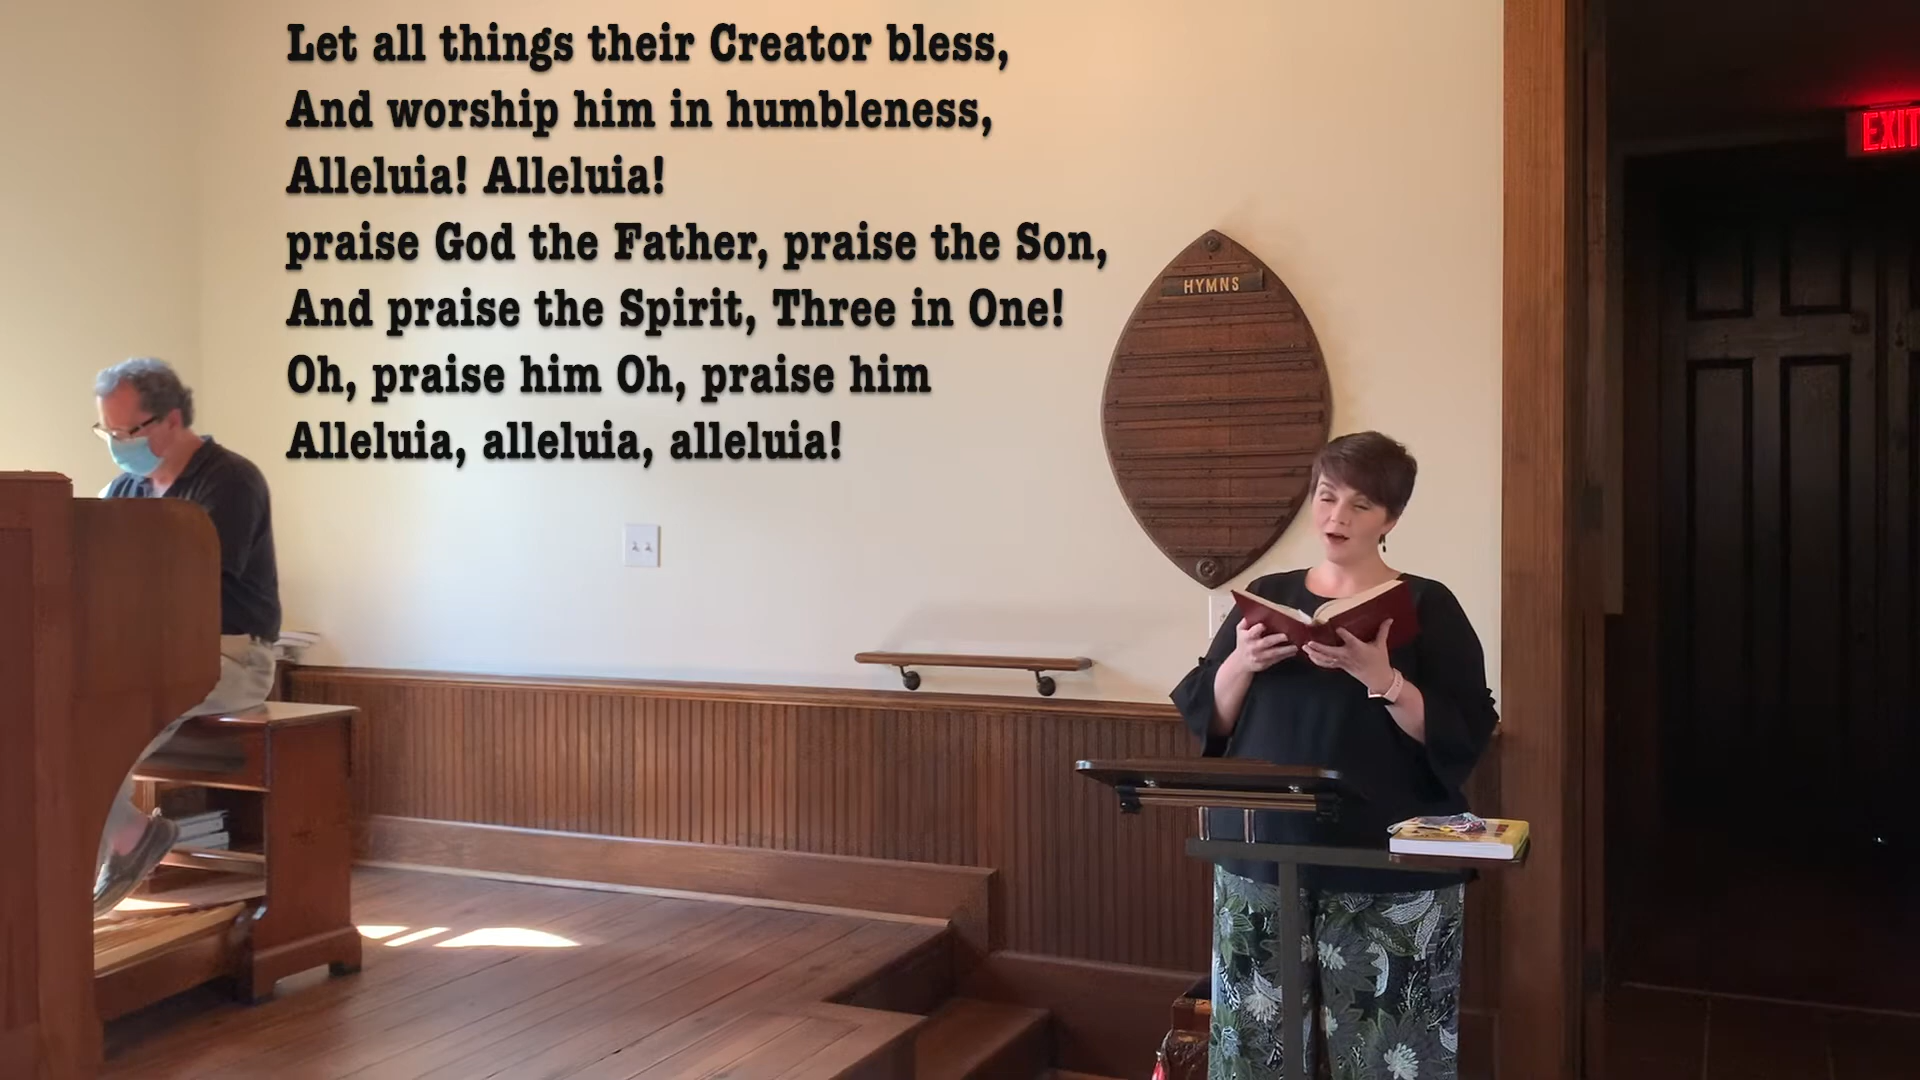 Let all things their Creator bless,
And worship him in humbleness,
Alleluia! Alleluia!
praise God the Father, praise the Son,
And praise the Spirit, Three in One!
Oh, praise him Oh, praise him
Alleluia, alleluia, alleluia!
HYMNS
EXIT